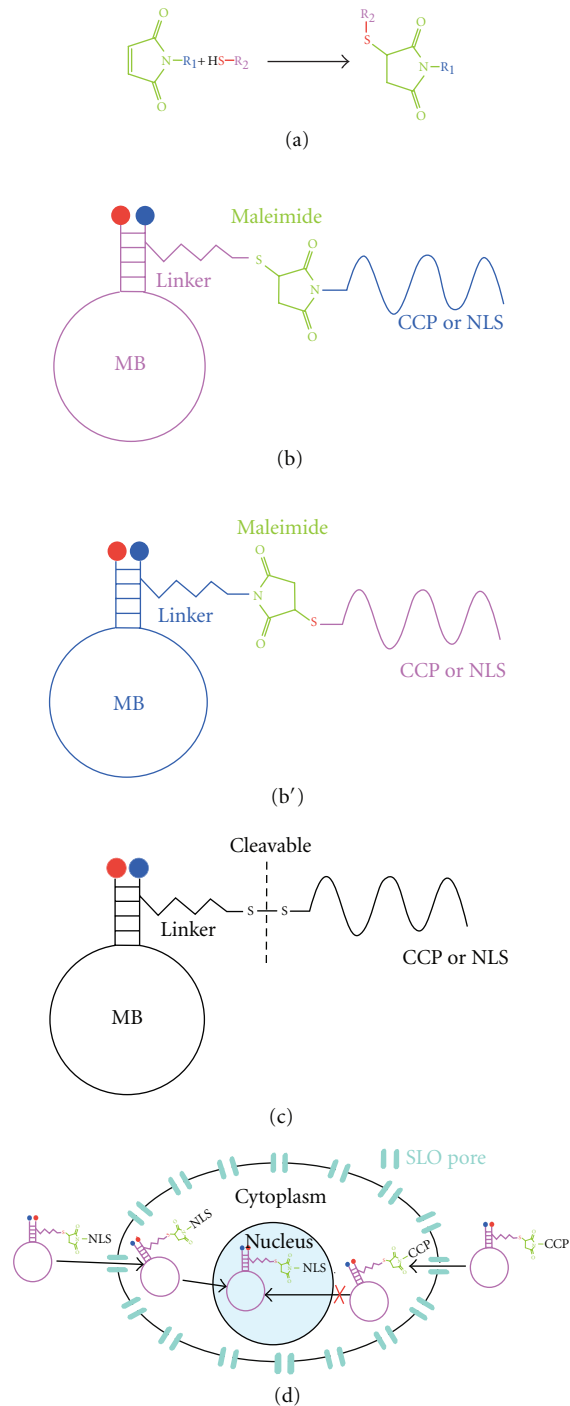 O
N
O
R1+ HS–R2
R2
S
O
N–R1
O
(a)
Maleimide
O
S
N
O
Linker
CCP or NLS
MB
(b)
Maleimide
O
N
Linker
O
S
CCP or NLS
MB
(b′)
Cleavable
S
S
Linker
CCP or NLS
MB
(c)
SLO pore
Cytoplasm
Nucleus
NLS
NLS
NLS
CCP
CCP
(d)